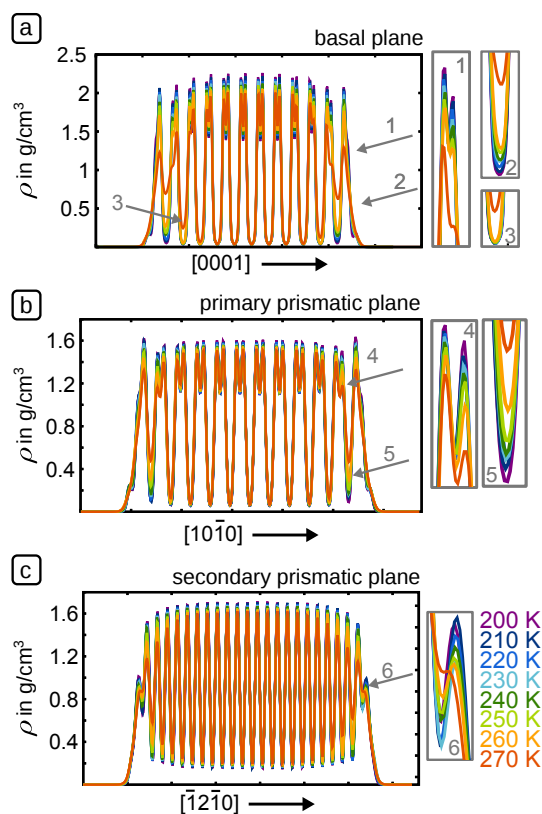 a
basal plane
2.5
2
1.5
1
0.5
ρ in g/cm³
1
2
3
[0001]
1
2
3
b
primary prismatic plane
1.6
1.2
0.8
0.4
ρ in g/cm³
4
5
[101̄0]
4
5
c
secondary prismatic plane
1.6
1.2
0.8
0.4
ρ in g/cm³
6
[1̄21̄0]
6
200 K
210 K
220 K
230 K
240 K
250 K
260 K
270 K